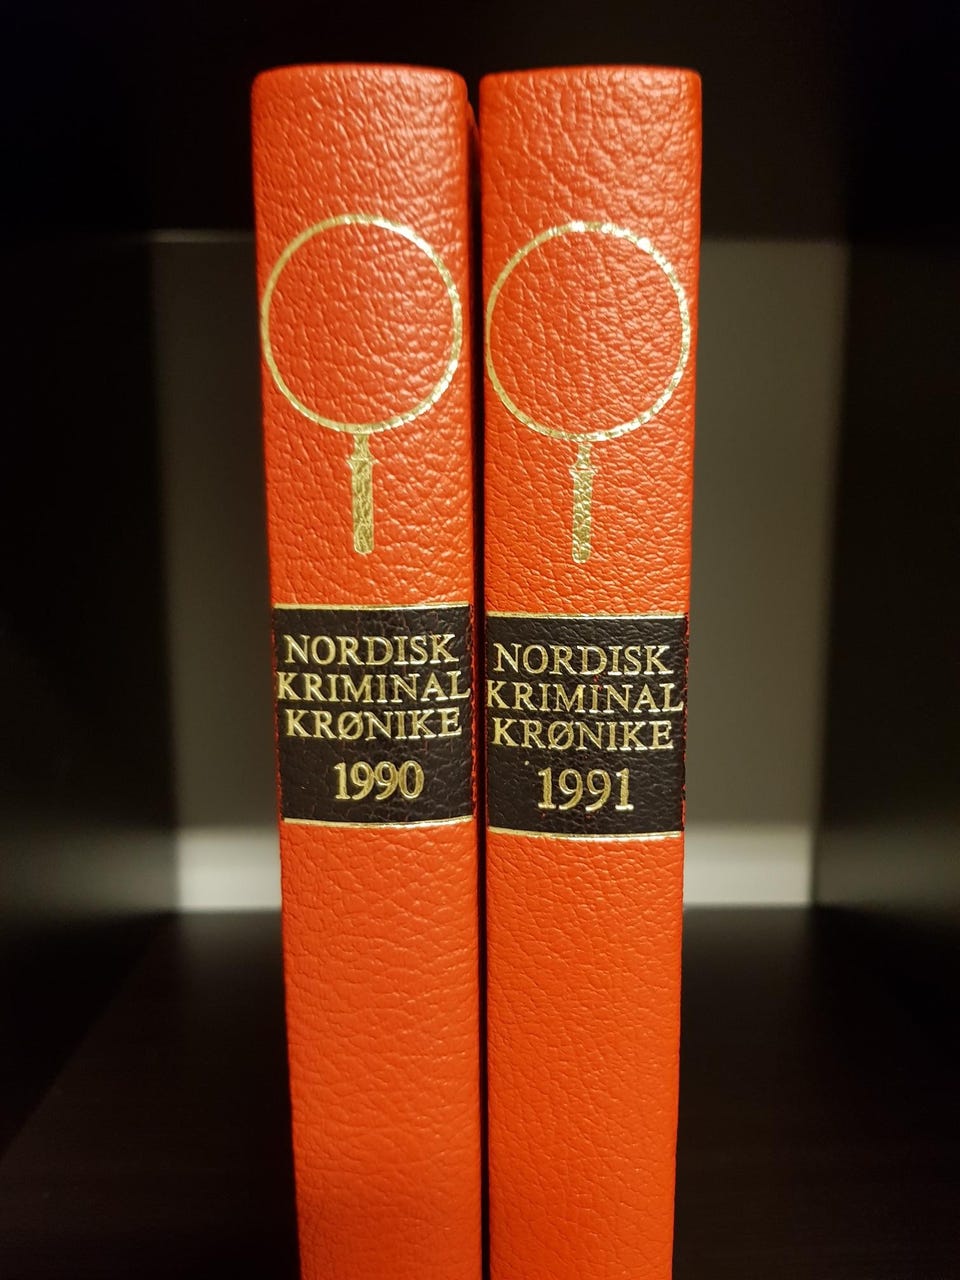 NORDISK
KRIMINAL
KRØNIKE
1990
NORDISK
KRIMINAL
KRØNIKE
1991